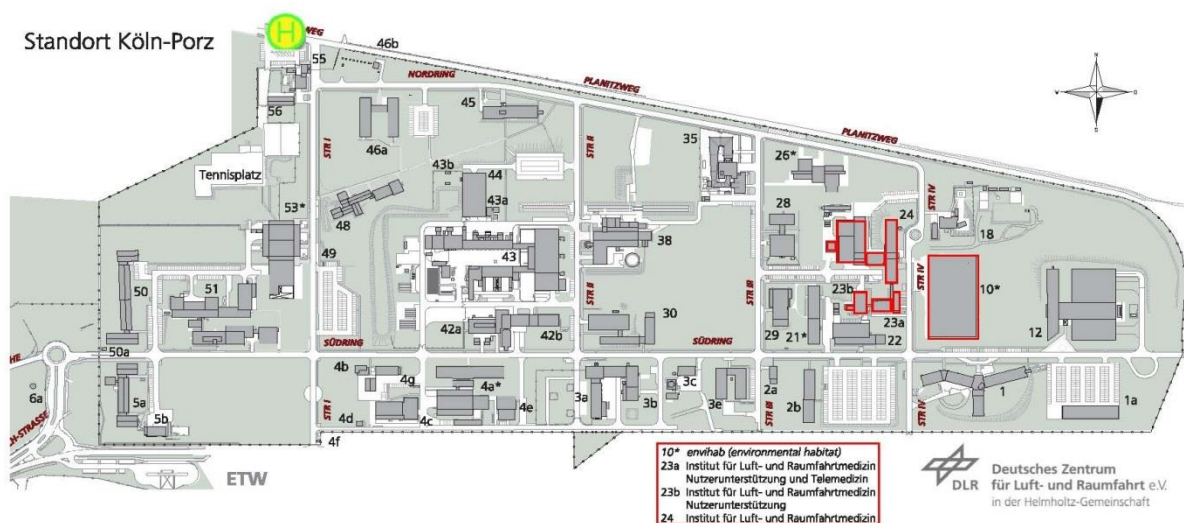 Standort Köln-Porz
H
WEG
46b
55
NORDRING
PLANITZWEG
56
45
46a
STR I
STR II
35
PLANITZWEG
26*
Tennisplatz
43b
44
43a
53*
48
28
24
STR IV
18
38
43
49
50
51
STR II
STR III
STR IV
10*
23b
30
42a
42b
29
21*
23a
22
12
50a
SÜDRING
SÜDRING
6a
5a
5b
4b
4g
4a*
4d
4c
4e
4f
STR I
3a
3b
3c
3e
2a
STR III
2b
STR IV
1
1a
CH-STRASSE
HE
ETW
10* envihab (environmental habitat)
23a Institut für Luft- und Raumfahrtmedizin
Nutzerunterstützung und Telemedizin
23b Institut für Luft- und Raumfahrtmedizin
Nutzerunterstützung
24 Institut für Luft- und Raumfahrtmedizin
DLR
Deutsches Zentrum
für Luft- und Raumfahrt e.V.
in der Helmholtz-Gemeinschaft